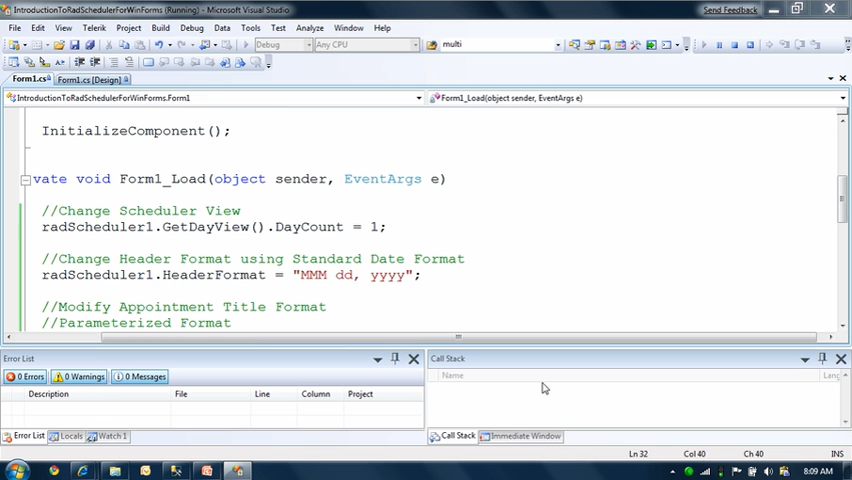 IntroductionToRadSchedulerForWinForms (Running) - Microsoft Visual Studio
Send Feedback
File Edit View Telerik Project Build Debug Data Tools Test Analyze Window Help
Debug Any CPU multi
Form1.cs Form1.cs [Design]
IntroductionToRadSchedulerForWinForms.Form1 Form1_Load(object sender, EventArgs e)
InitializeComponent();
vate void Form1_Load(object sender, EventArgs e)
//Change Scheduler View
radScheduler1.GetDayView().DayCount = 1;
//Change Header Format using Standard Date Format
radScheduler1.HeaderFormat = "MMM dd, yyyy";
//Modify Appointment Title Format
//Parameterized Format
Error List Call Stack
0 Errors 0 Warnings 0 Messages
Name Lang
Description File Line Column Project
Error List Locals Watch 1 Call Stack Immediate Window
Ln 32 Col 40 Ch 40 INS
8:09 AM